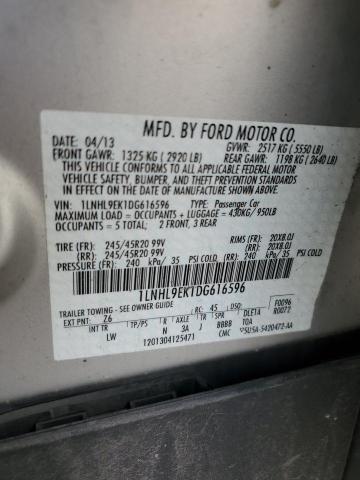 MFD. BY FORD MOTOR CO.
DATE: 04/13 GVWR: 2517 KG (5550 LB)
FRONT GAWR: 1325 KG (2920 LB) REAR GAWR: 1198 KG (2640 LB)
THIS VEHICLE CONFORMS TO ALL APPLICABLE FEDERAL MOTOR
VEHICLE SAFETY, BUMPER, AND THEFT PREVENTION STANDARDS
IN EFFECT ON THE DATE OF MANUFACTURE SHOWN ABOVE.
VIN: 1LNHL9EK1DG616596 TYPE: Passenger Car
MAXIMUM LOAD = OCCUPANTS + LUGGAGE = 430KG/950LB
OCCUPANTS = 5 TOTAL: 2 FRONT, 3 REAR
TIRE (FR): 245/45R20 99V RIMS (FR): 20X8.0J
(RR): 245/45R20 99V (RR): 20X8.0J
PRESSURE (FR): 240 kPa/ 35 PSI COLD (RR): 240 kPa/ 35 PSI COLD
1LNHL9EK1DG616596
TRAILER TOWING - SEE OWNER GUIDE F0096
EXT PNT: Z6 RC: 45 DSO: R0072
INT TR TP/PS R AXLE TR SPR DLE1A
LW N 3A J BBBB TOA
1201304125471 CMC 5U5A-5420472-AA